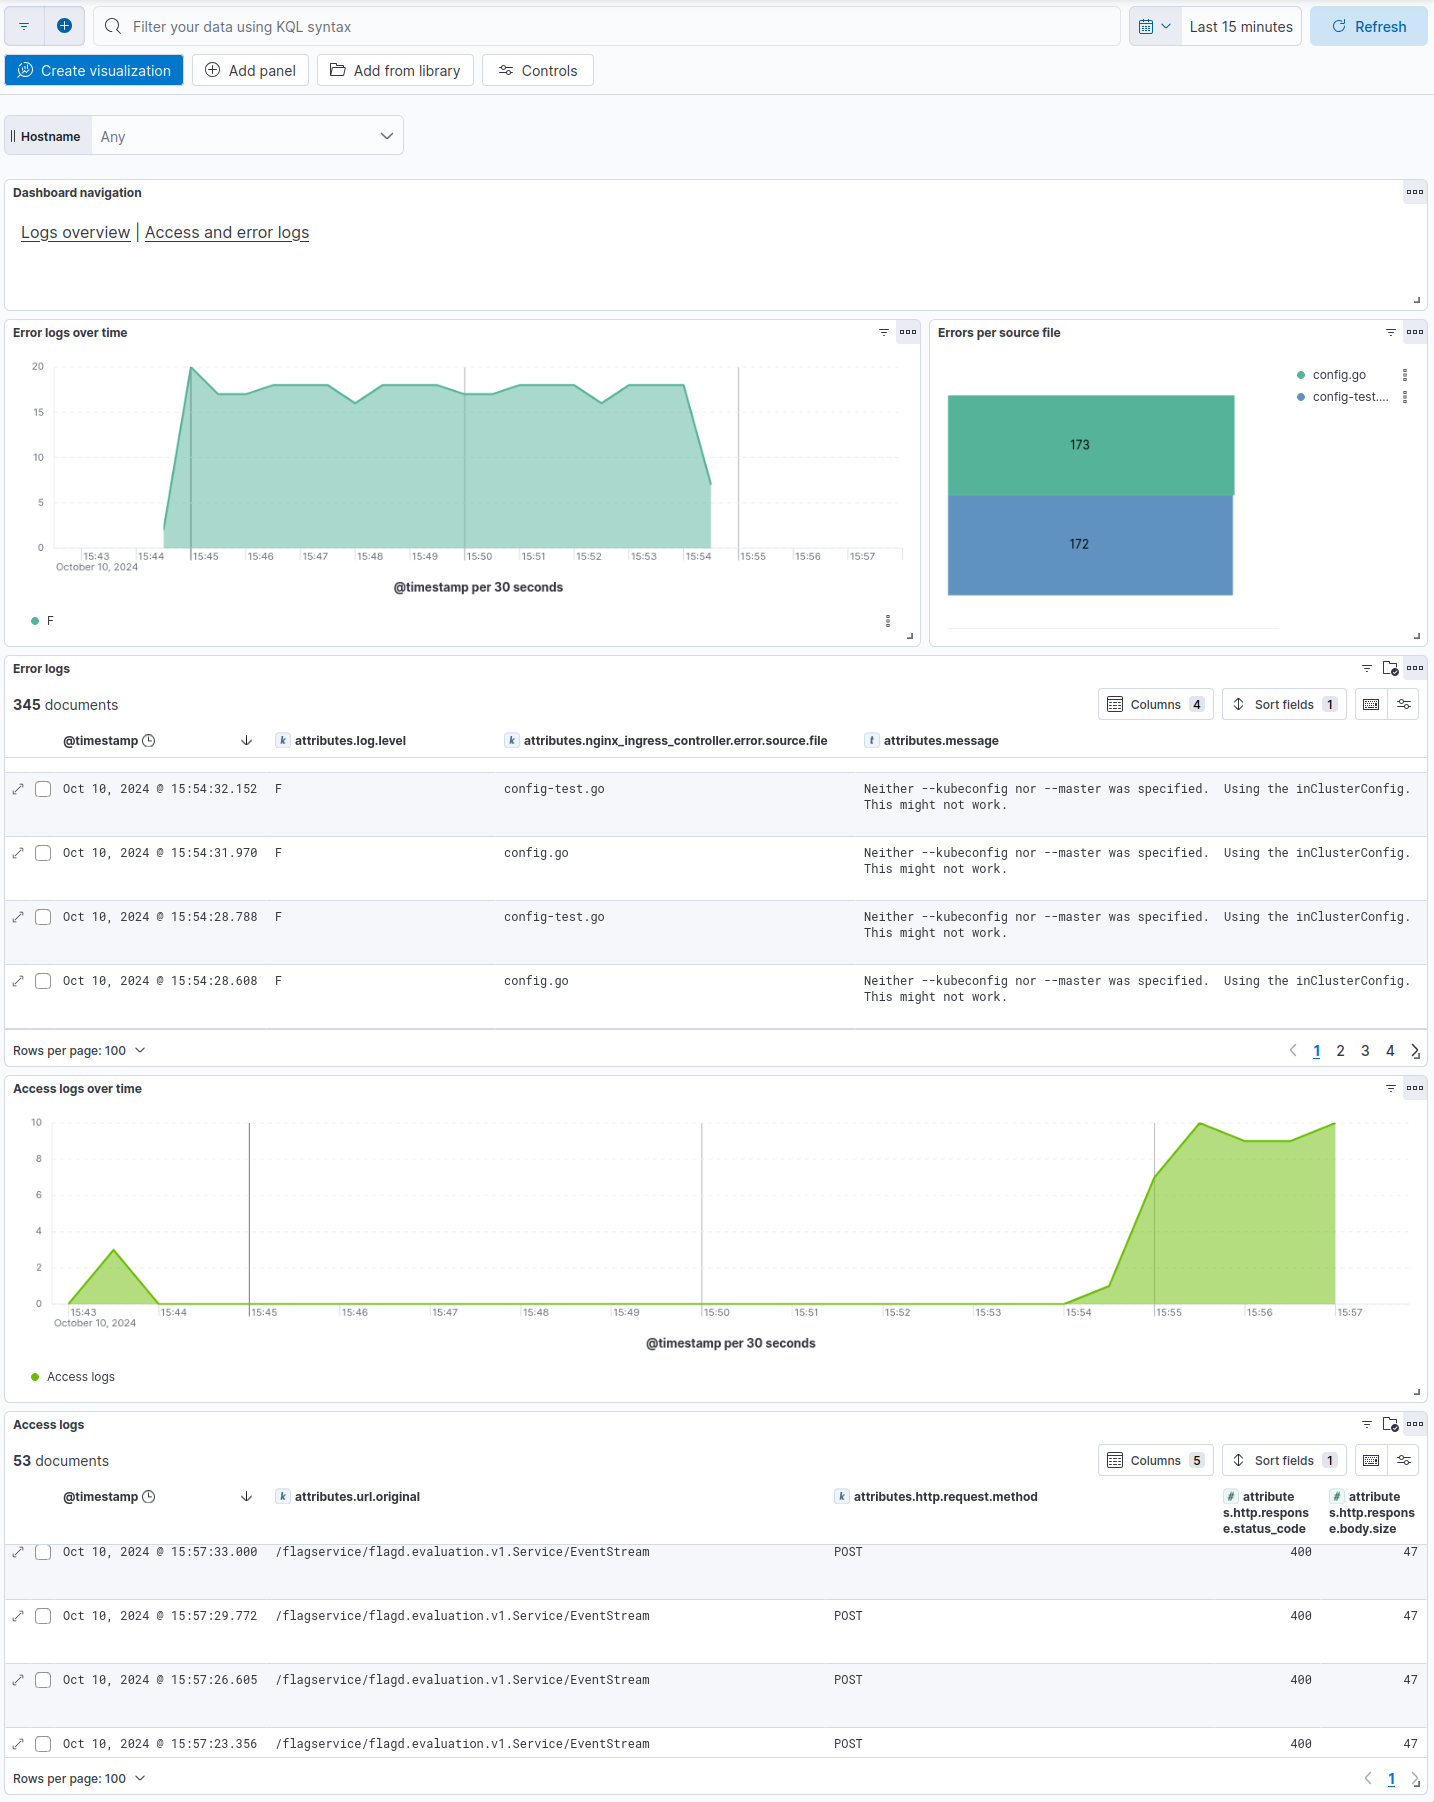 Filter your data using KQL syntax
Last 15 minutes
Refresh
Create visualization
Add panel
Add from library
Controls
Hostname
Any
Dashboard navigation
Logs overview | Access and error logs
Error logs over time
20
15
10
5
0
15:43 15:44 15:45 15:46 15:47 15:48 15:49 15:50 15:51 15:52 15:53 15:54 15:55 15:56 15:57
October 10, 2024
@timestamp per 30 seconds
F
Errors per source file
config.go
config-test....
173
172
Error logs
345 documents
Columns 4
Sort fields 1
@timestamp k attributes.log.level k attributes.nginx_ingress_controller.error.source.file t attributes.message
Oct 10, 2024 @ 15:54:32.152 F config-test.go Neither --kubeconfig nor --master was specified.  Using the inClusterConfig.
This might not work.
Oct 10, 2024 @ 15:54:31.970 F config.go Neither --kubeconfig nor --master was specified.  Using the inClusterConfig.
This might not work.
Oct 10, 2024 @ 15:54:28.788 F config-test.go Neither --kubeconfig nor --master was specified.  Using the inClusterConfig.
This might not work.
Oct 10, 2024 @ 15:54:28.608 F config.go Neither --kubeconfig nor --master was specified.  Using the inClusterConfig.
This might not work.
Rows per page: 100
1 2 3 4
Access logs over time
10
8
6
4
2
0
15:43 15:44 15:45 15:46 15:47 15:48 15:49 15:50 15:51 15:52 15:53 15:54 15:55 15:56 15:57
October 10, 2024
@timestamp per 30 seconds
Access logs
Access logs
53 documents
Columns 5
Sort fields 1
@timestamp k attributes.url.original k attributes.http.request.method # attribute # attribute
s.http.respons s.http.respons
e.status_code e.body.size
Oct 10, 2024 @ 15:57:33.000 /flagservice/flagd.evaluation.v1.Service/EventStream POST 400 47
Oct 10, 2024 @ 15:57:29.772 /flagservice/flagd.evaluation.v1.Service/EventStream POST 400 47
Oct 10, 2024 @ 15:57:26.605 /flagservice/flagd.evaluation.v1.Service/EventStream POST 400 47
Oct 10, 2024 @ 15:57:23.356 /flagservice/flagd.evaluation.v1.Service/EventStream POST 400 47
Rows per page: 100
1